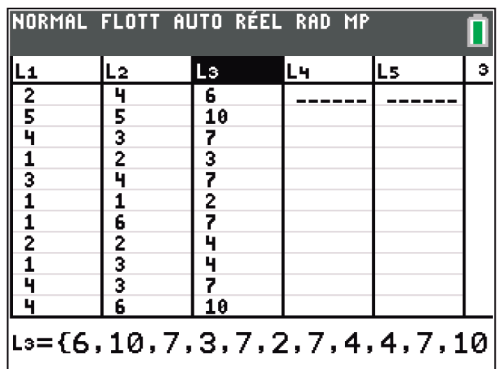 NORMAL FLOTT AUTO RÉEL RAD MP
L1 L2 L3 L4 L5 3
2 4 6 ------ ------
5 5 10
4 3 7
1 2 3
3 4 7
1 1 2
1 6 7
2 2 4
1 3 4
4 3 7
4 6 10
L3={6,10,7,3,7,2,7,4,4,7,10